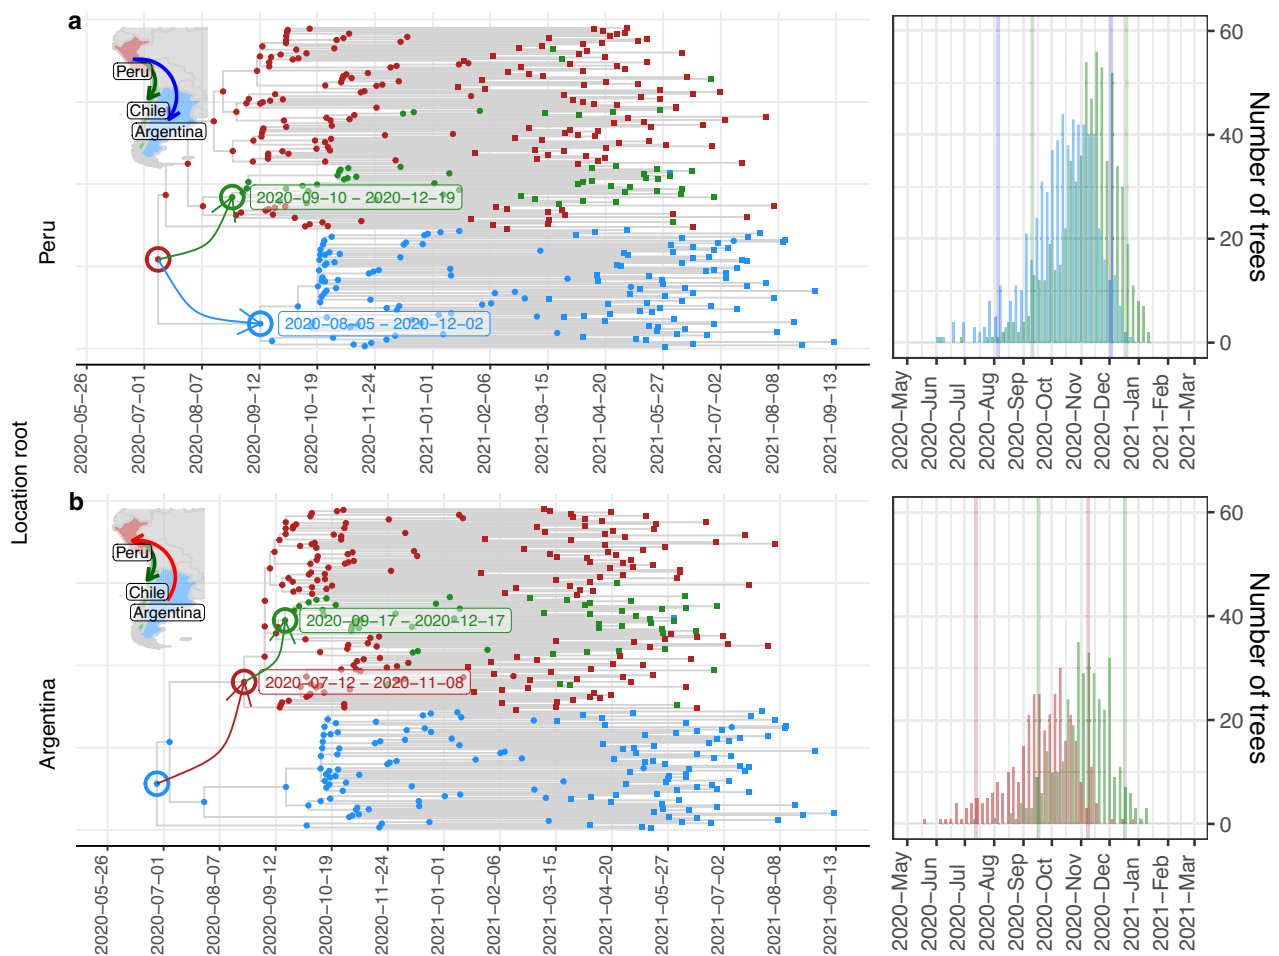 a
Peru
Chile
Argentina
2020−09−10 − 2020−12−19
2020−08−05 − 2020−12−02
Peru
2020−05−26
2020−07−01
2020−08−07
2020−09−12
2020−10−19
2020−11−24
2021−01−01
2021−02−06
2021−03−15
2021−04−20
2021−05−27
2021−07−02
2021−08−08
2021−09−13
60
40
20
0
Number of trees
2020−May
2020−Jun
2020−Jul
2020−Aug
2020−Sep
2020−Oct
2020−Nov
2020−Dec
2021−Jan
2021−Feb
2021−Mar
Location root
b
Peru
Chile
Argentina
2020−09−17 − 2020−12−17
2020−07−12 − 2020−11−08
Argentina
2020−05−26
2020−07−01
2020−08−07
2020−09−12
2020−10−19
2020−11−24
2021−01−01
2021−02−06
2021−03−15
2021−04−20
2021−05−27
2021−07−02
2021−08−08
2021−09−13
60
40
20
0
Number of trees
2020−May
2020−Jun
2020−Jul
2020−Aug
2020−Sep
2020−Oct
2020−Nov
2020−Dec
2021−Jan
2021−Feb
2021−Mar